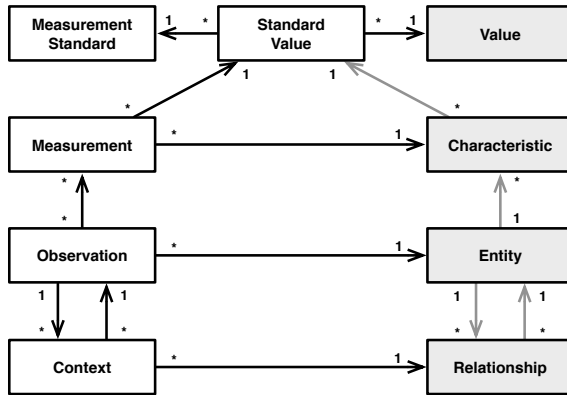 Measurement
Standard
1
*
Standard
Value
*
1
Value
1
1
*
*
Measurement
*
1
Characteristic
*
*
*
1
Observation
*
1
Entity
1
1
1
1
*
*
*
*
Context
*
1
Relationship